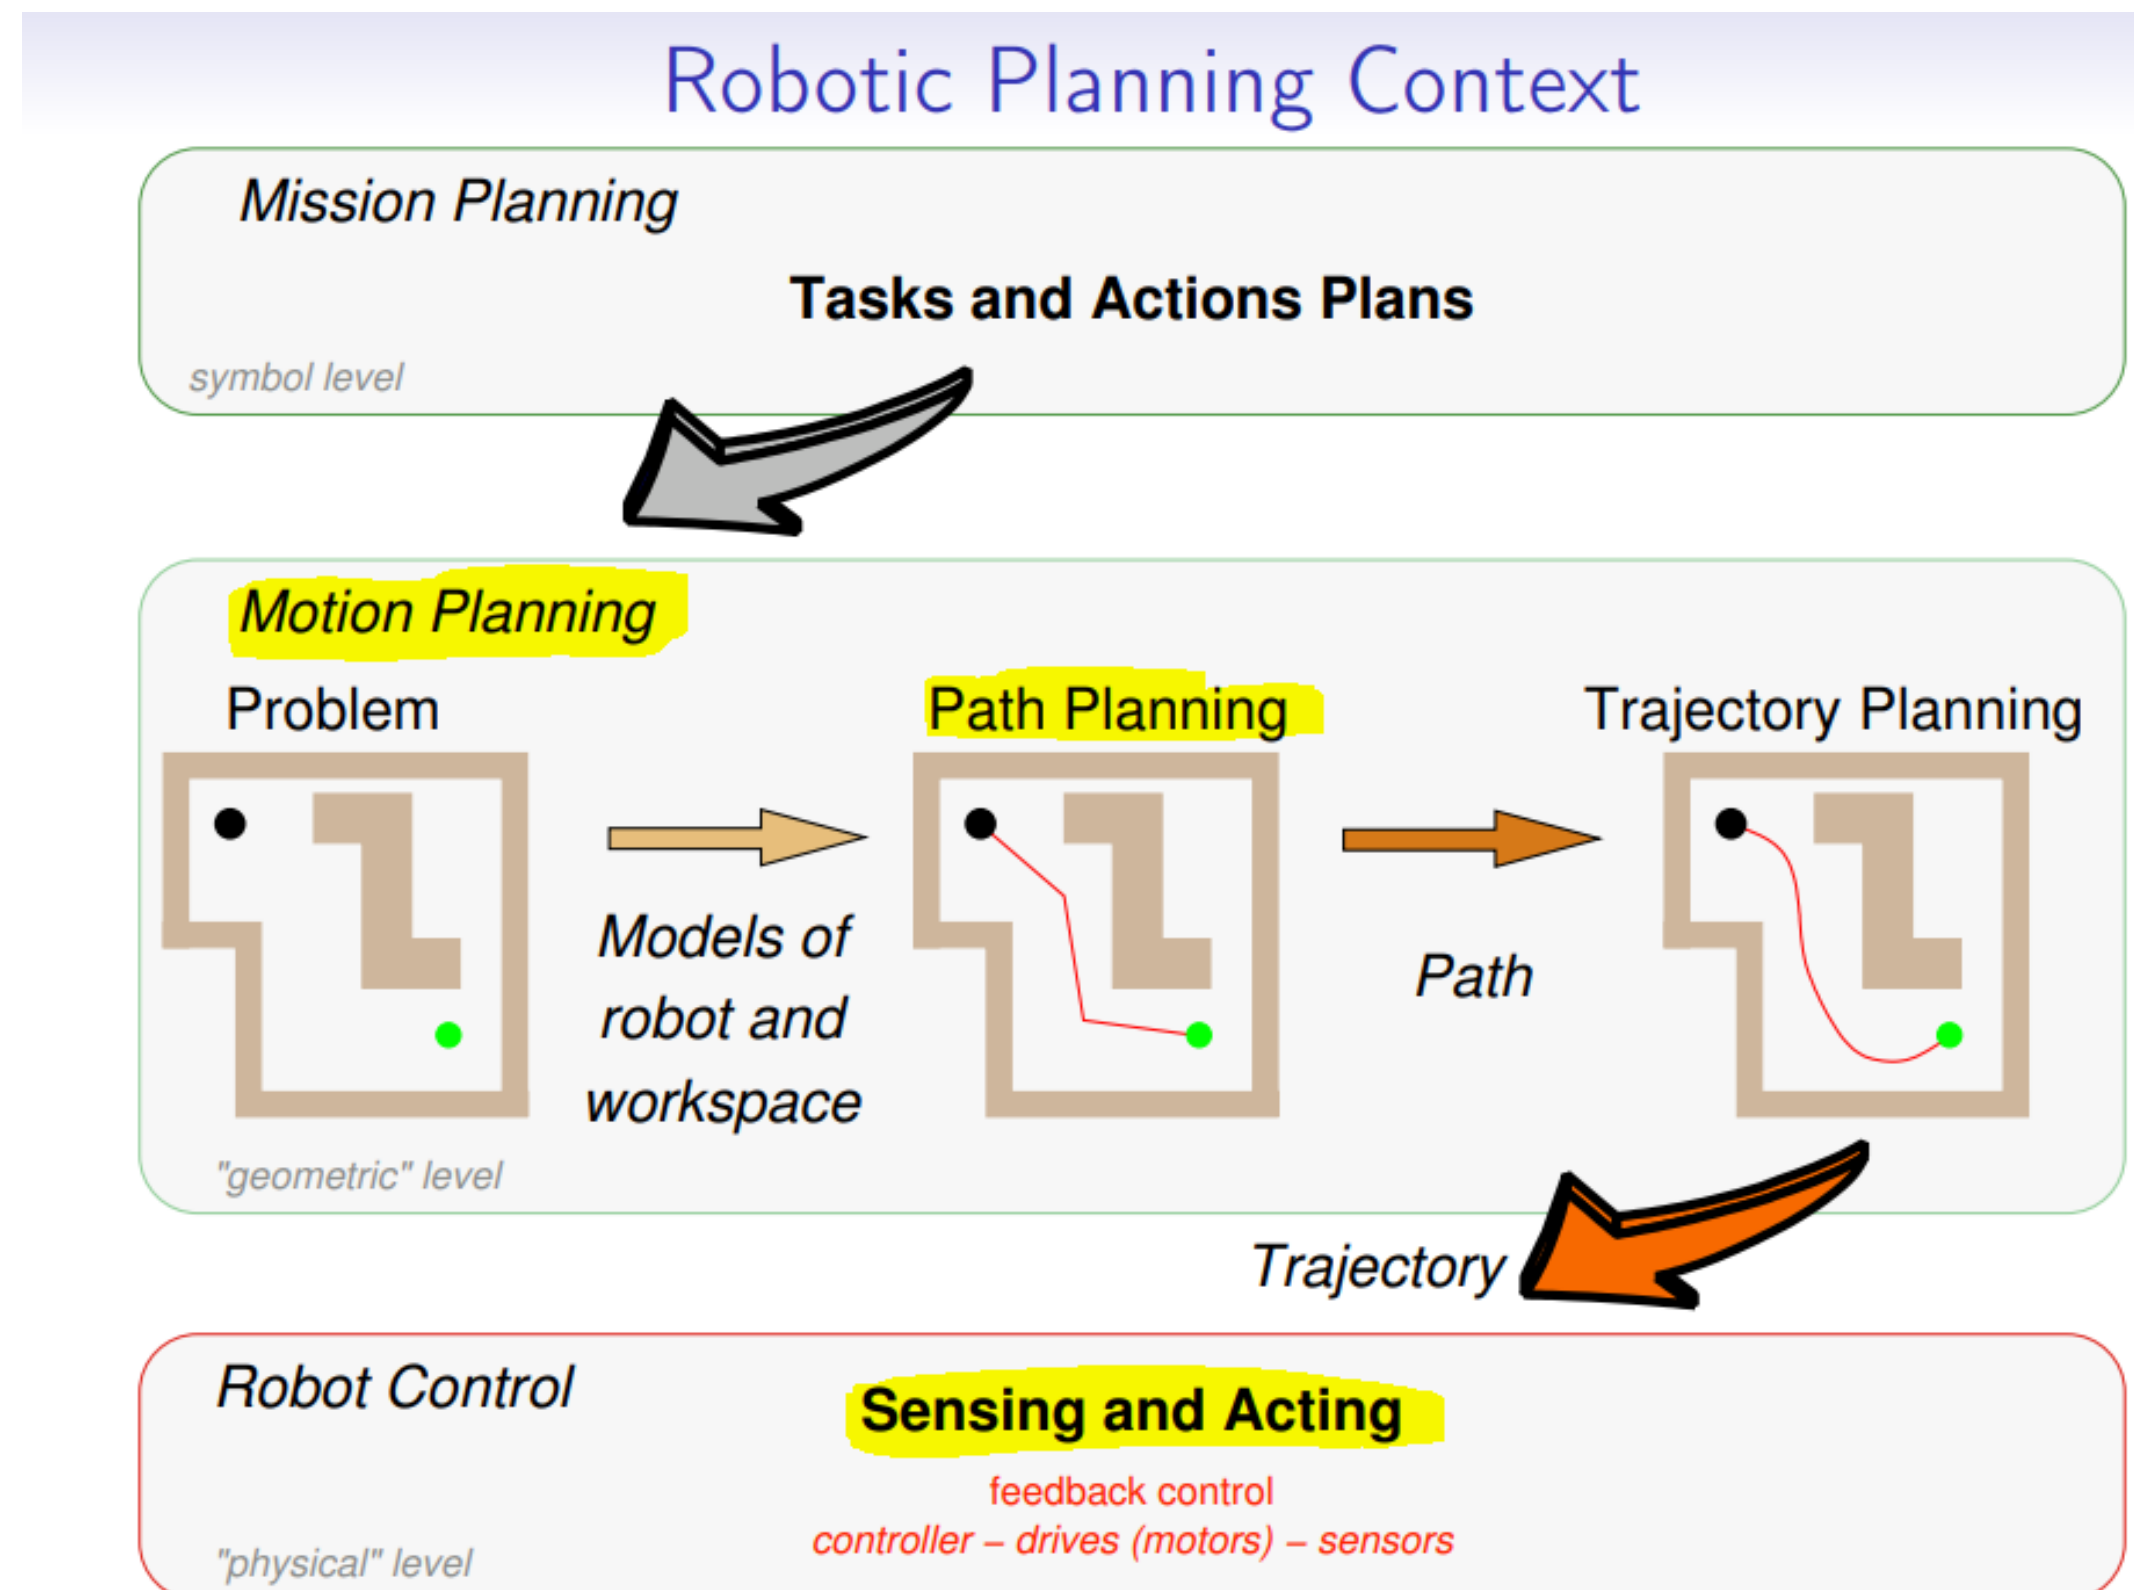 Robotic Planning Context
Mission Planning
Tasks and Actions Plans
symbol level
Motion Planning
Problem
Path Planning
Trajectory Planning
Models of
robot and
workspace
Path
"geometric" level
Trajectory
Robot Control
Sensing and Acting
feedback control
controller – drives (motors) – sensors
"physical" level